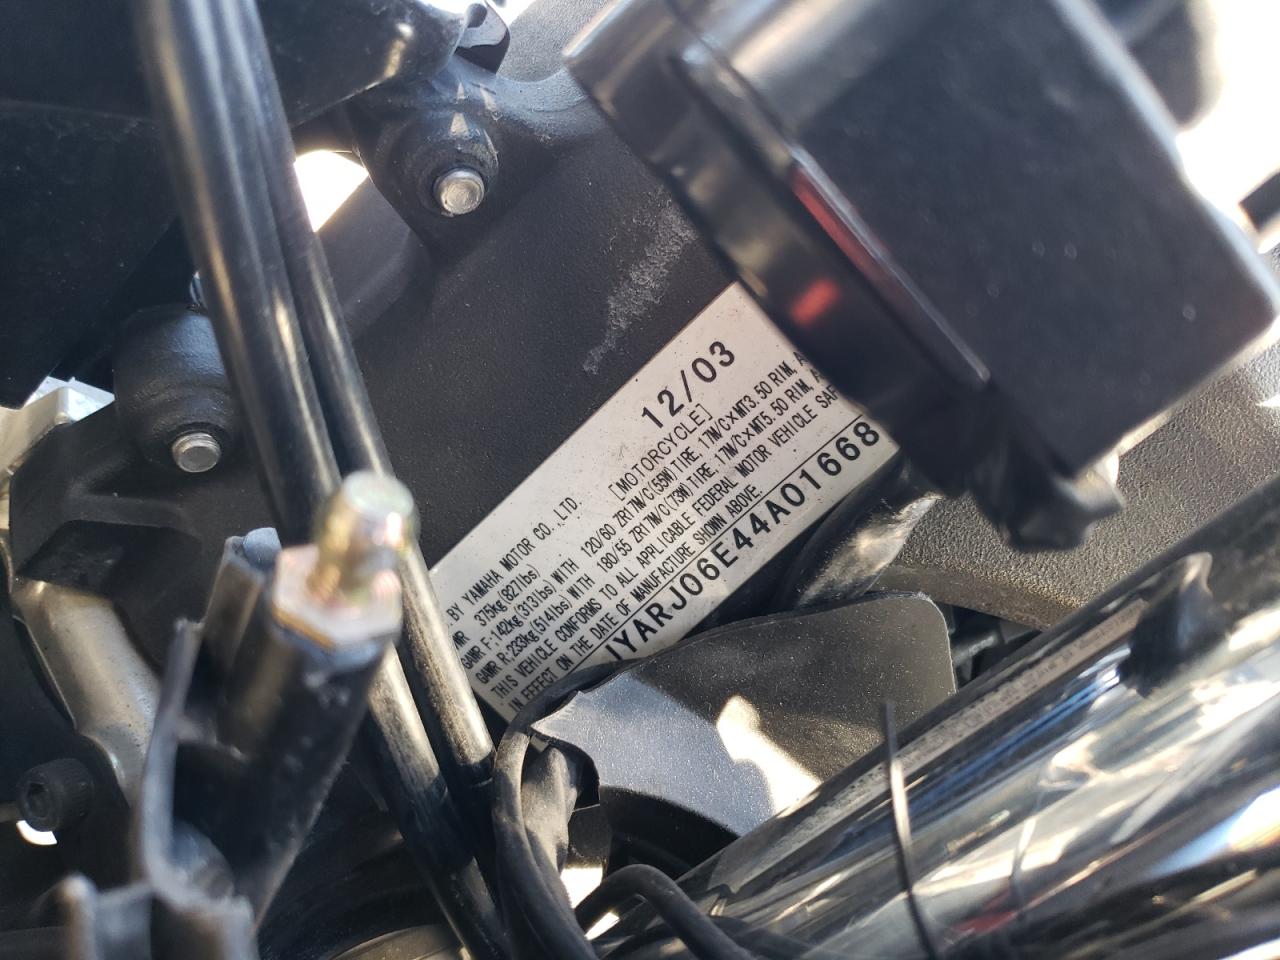 12/03
BY YAMAHA MOTOR CO.,LTD. [MOTORCYCLE]
375kg(827lbs)
GAWR F:142kg(313lbs)WITH 120/60 ZR17M/C(55W)TIRE,17M/C×MT3.50 RIM,
GAWR R:233kg(514lbs)WITH 180/55 ZR17M/C(73W)TIRE,17M/C×MT5.50 RIM,
THIS VEHICLE CONFORMS TO ALL APPLICABLE FEDERAL MOTOR VEHICLE
IN EFFECT ON THE DATE OF MANUFACTURE SHOWN ABOVE.
JYARJ06E44A01668